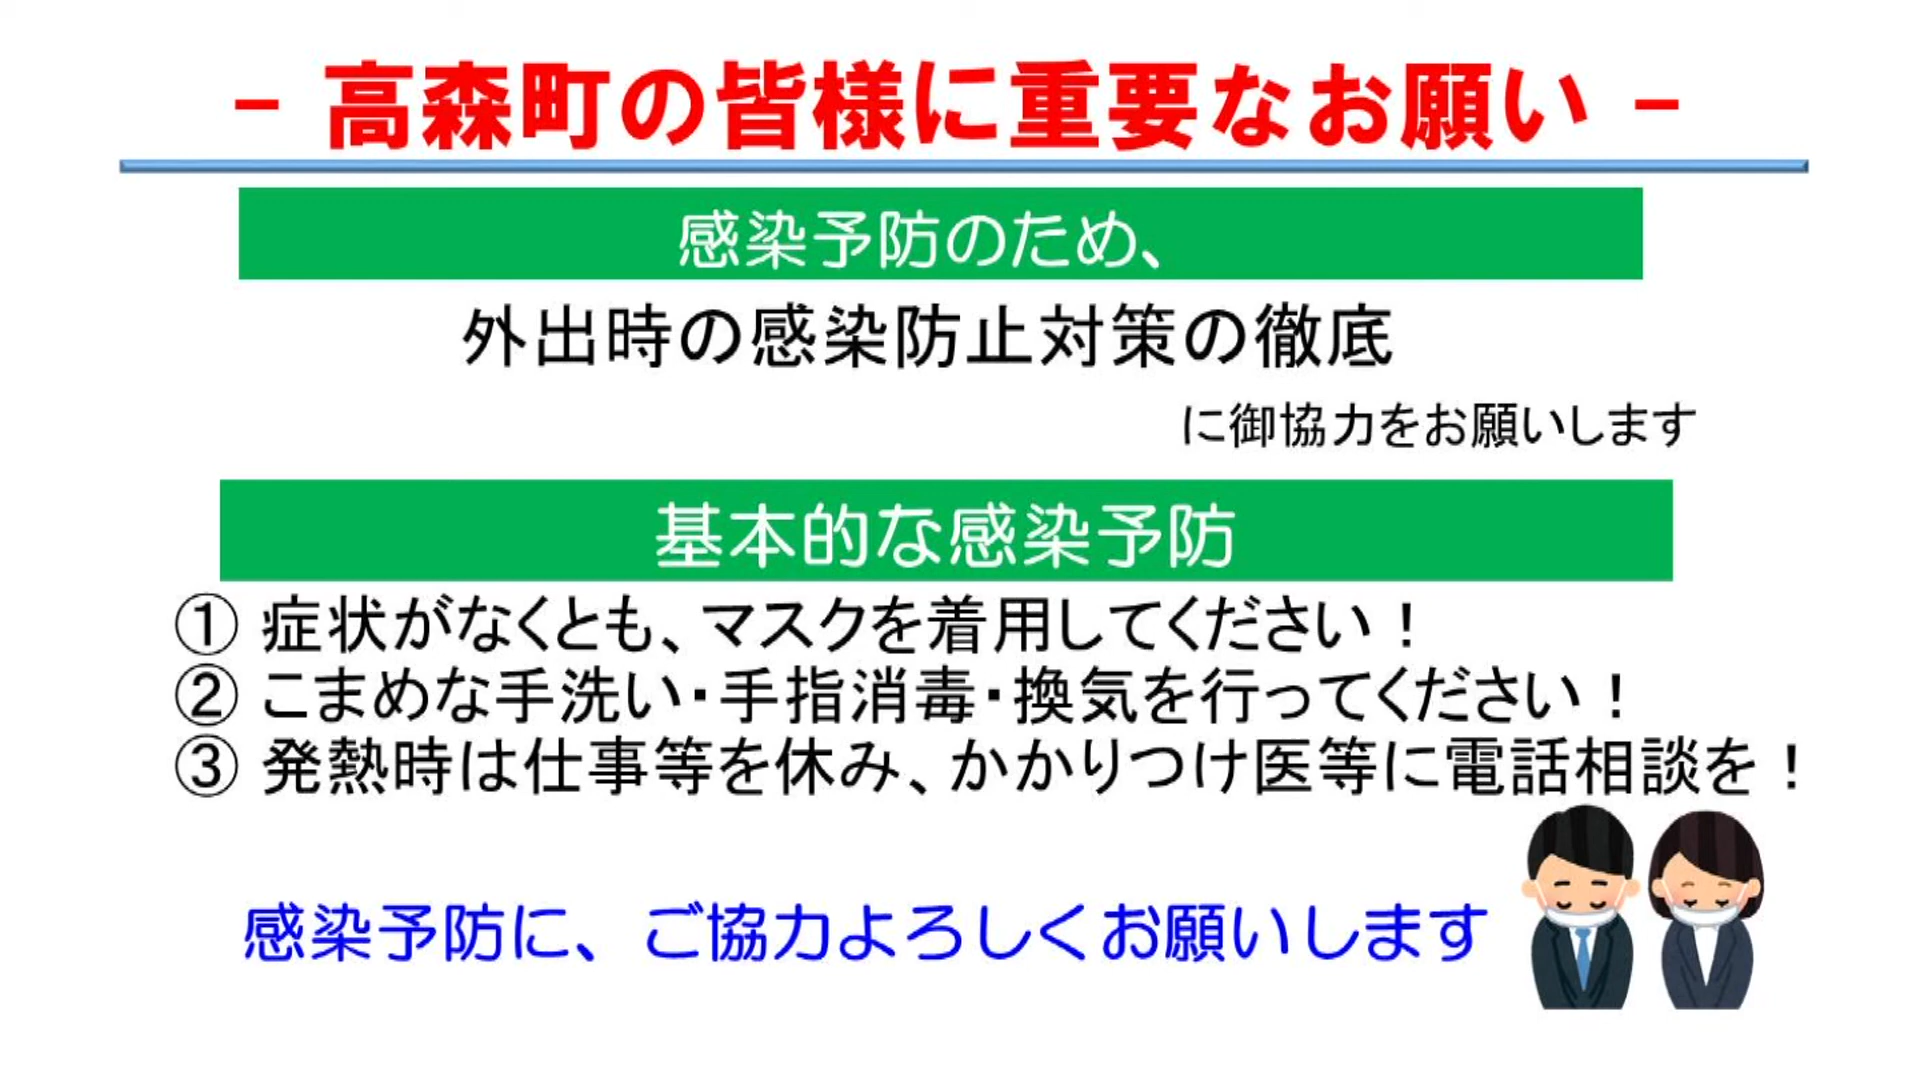 - 高森町の皆様に重要なお願い -
感染予防のため、
外出時の感染防止対策の徹底
に御協力をお願いします
基本的な感染予防
① 症状がなくとも、マスクを着用してください！
② こまめな手洗い・手指消毒・換気を行ってください！
③ 発熱時は仕事等を休み、かかりつけ医等に電話相談を！
感染予防に、ご協力よろしくお願いします